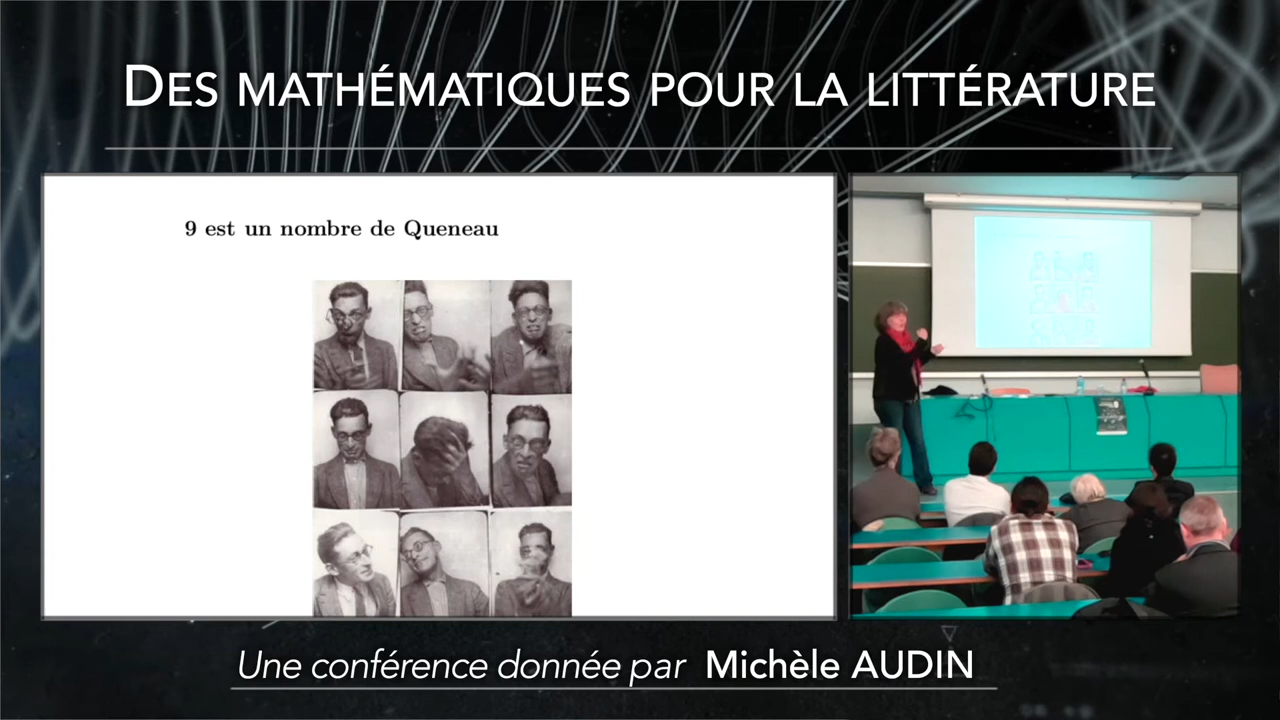 DES MATHÉMATIQUES POUR LA LITTÉRATURE
9 est un nombre de Queneau
Une conférence donnée par Michèle AUDIN